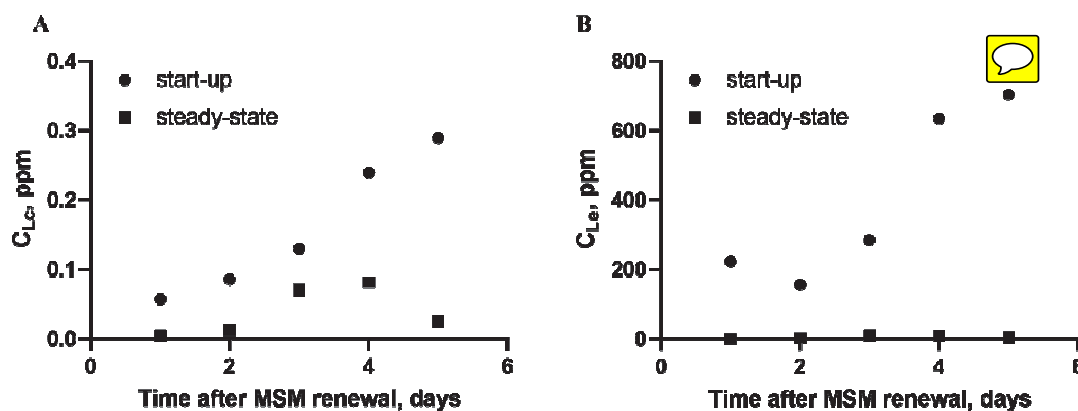 A
0.4
0.3
0.2
0.1
0.0
C_Lc, ppm
start-up
steady-state
0
2
4
6
Time after MSM renewal, days
B
800
600
400
200
0
C_Le, ppm
start-up
steady-state
0
2
4
6
Time after MSM renewal, days